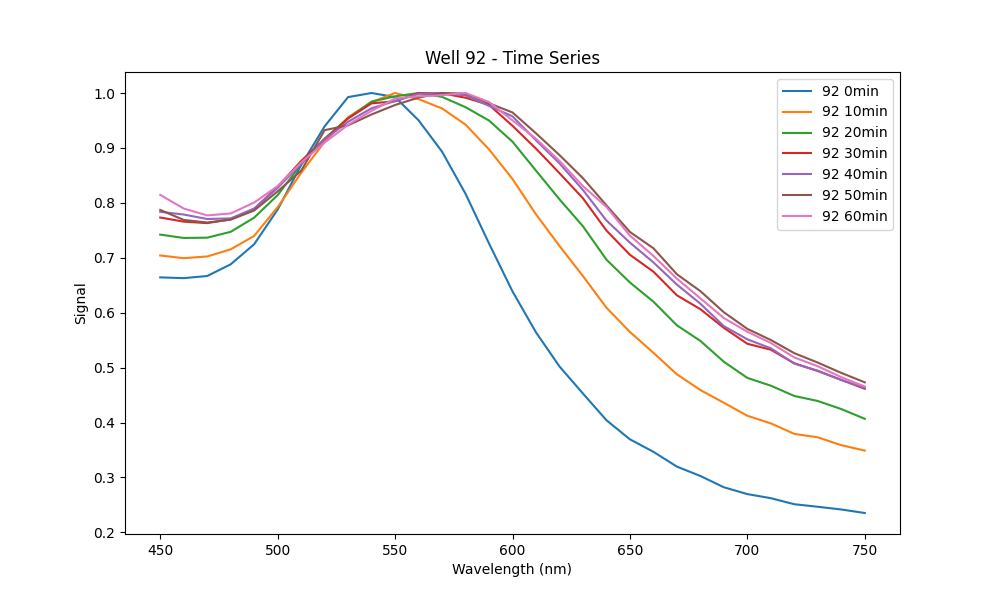 Well 92 - Time Series
1.0
0.9
0.8
0.7
0.6
0.5
0.4
0.3
0.2
Signal
92 0min
92 10min
92 20min
92 30min
92 40min
92 50min
92 60min
450 500 550 600 650 700 750
Wavelength (nm)